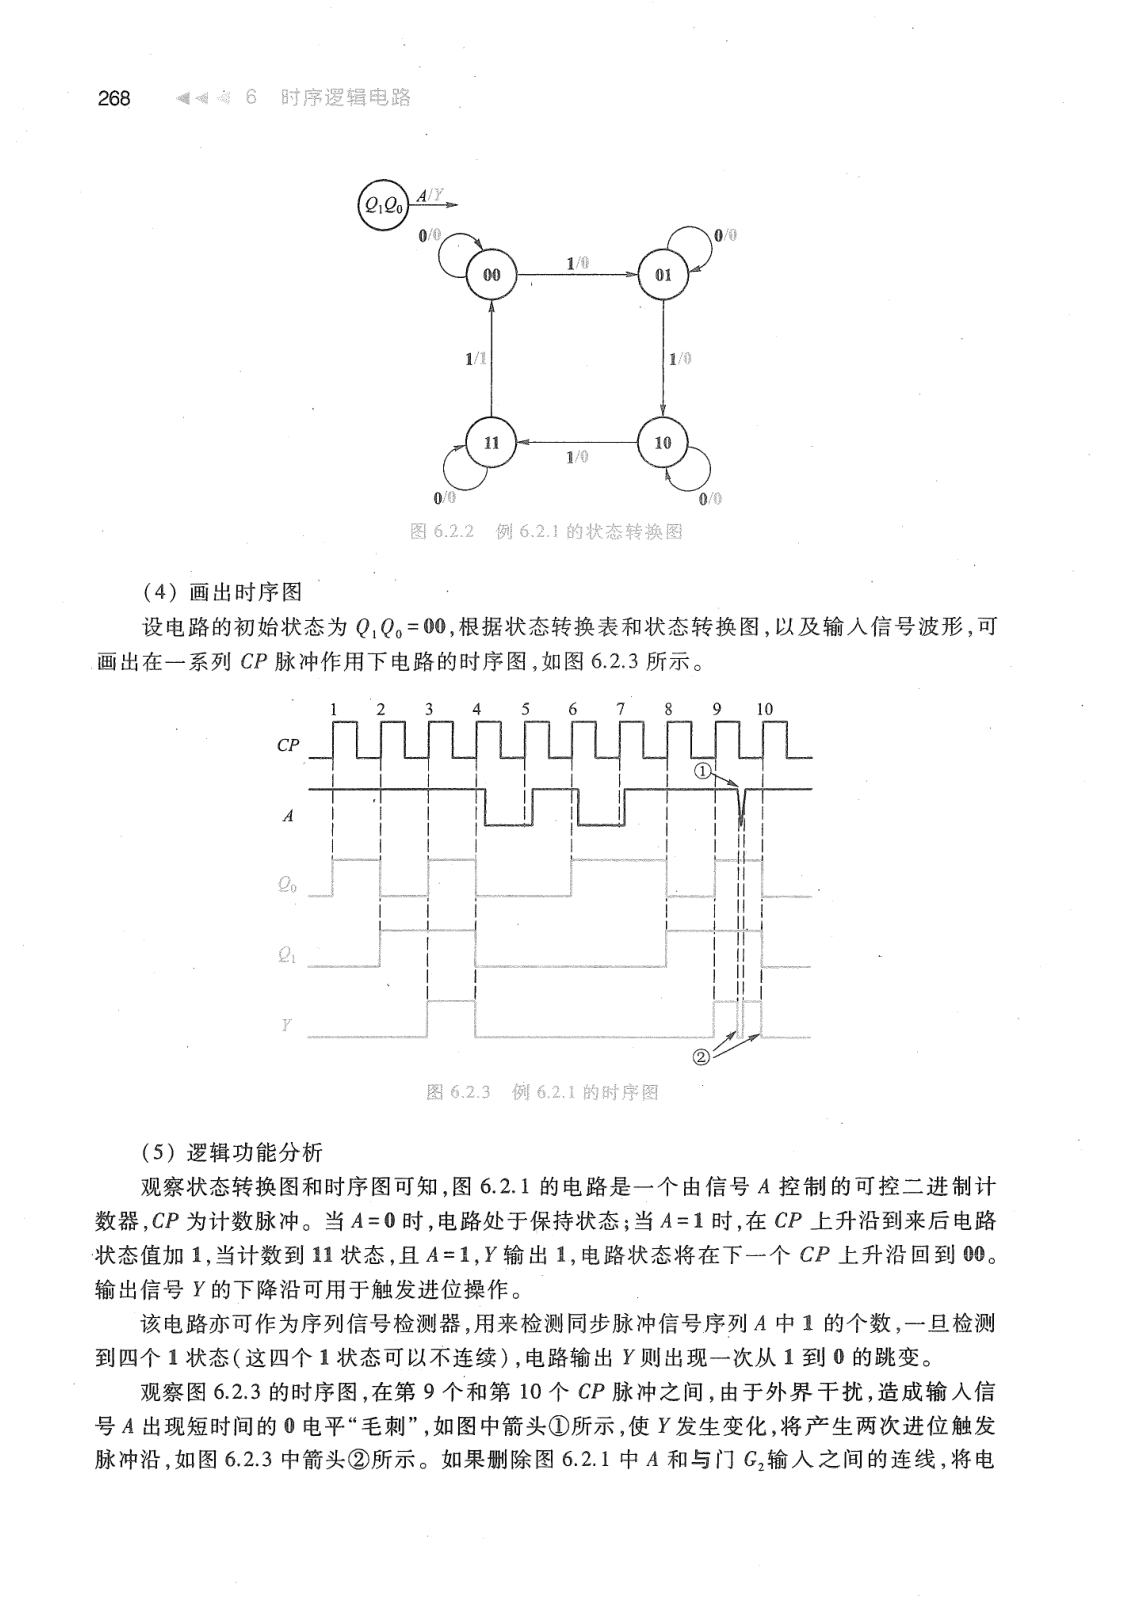 268 6 时序逻辑电路
Q₁Q₀ A/Y
0/0 0/0
00 1/0 01
1/1 1/0
11 1/0 10
0/0 0/0
图 6.2.2 例 6.2.1 的状态转换图
(4) 画出时序图
设电路的初始状态为 Q₁Q₀=00,根据状态转换表和状态转换图,以及输入信号波形,可
画出在一系列 CP 脉冲作用下电路的时序图,如图 6.2.3 所示。
1 2 3 4 5 6 7 8 9 10
CP
①
A
Q₀
Q₁
Y
②
图 6.2.3 例 6.2.1 的时序图
(5) 逻辑功能分析
观察状态转换图和时序图可知,图 6.2.1 的电路是一个由信号 A 控制的可控二进制计
数器,CP 为计数脉冲。当 A=0 时,电路处于保持状态;当 A=1 时,在 CP 上升沿到来后电路
状态值加 1,当计数到 11 状态,且 A=1,Y 输出 1,电路状态将在下一个 CP 上升沿回到 00。
输出信号 Y 的下降沿可用于触发进位操作。
该电路亦可作为序列信号检测器,用来检测同步脉冲信号序列 A 中 1 的个数,一旦检测
到四个 1 状态(这四个 1 状态可以不连续),电路输出 Y 则出现一次从 1 到 0 的跳变。
观察图 6.2.3 的时序图,在第 9 个和第 10 个 CP 脉冲之间,由于外界干扰,造成输入信
号 A 出现短时间的 0 电平“毛刺”,如图中箭头①所示,使 Y 发生变化,将产生两次进位触发
脉冲沿,如图 6.2.3 中箭头②所示。如果删除图 6.2.1 中 A 和与门 G₂输入之间的连线,将电